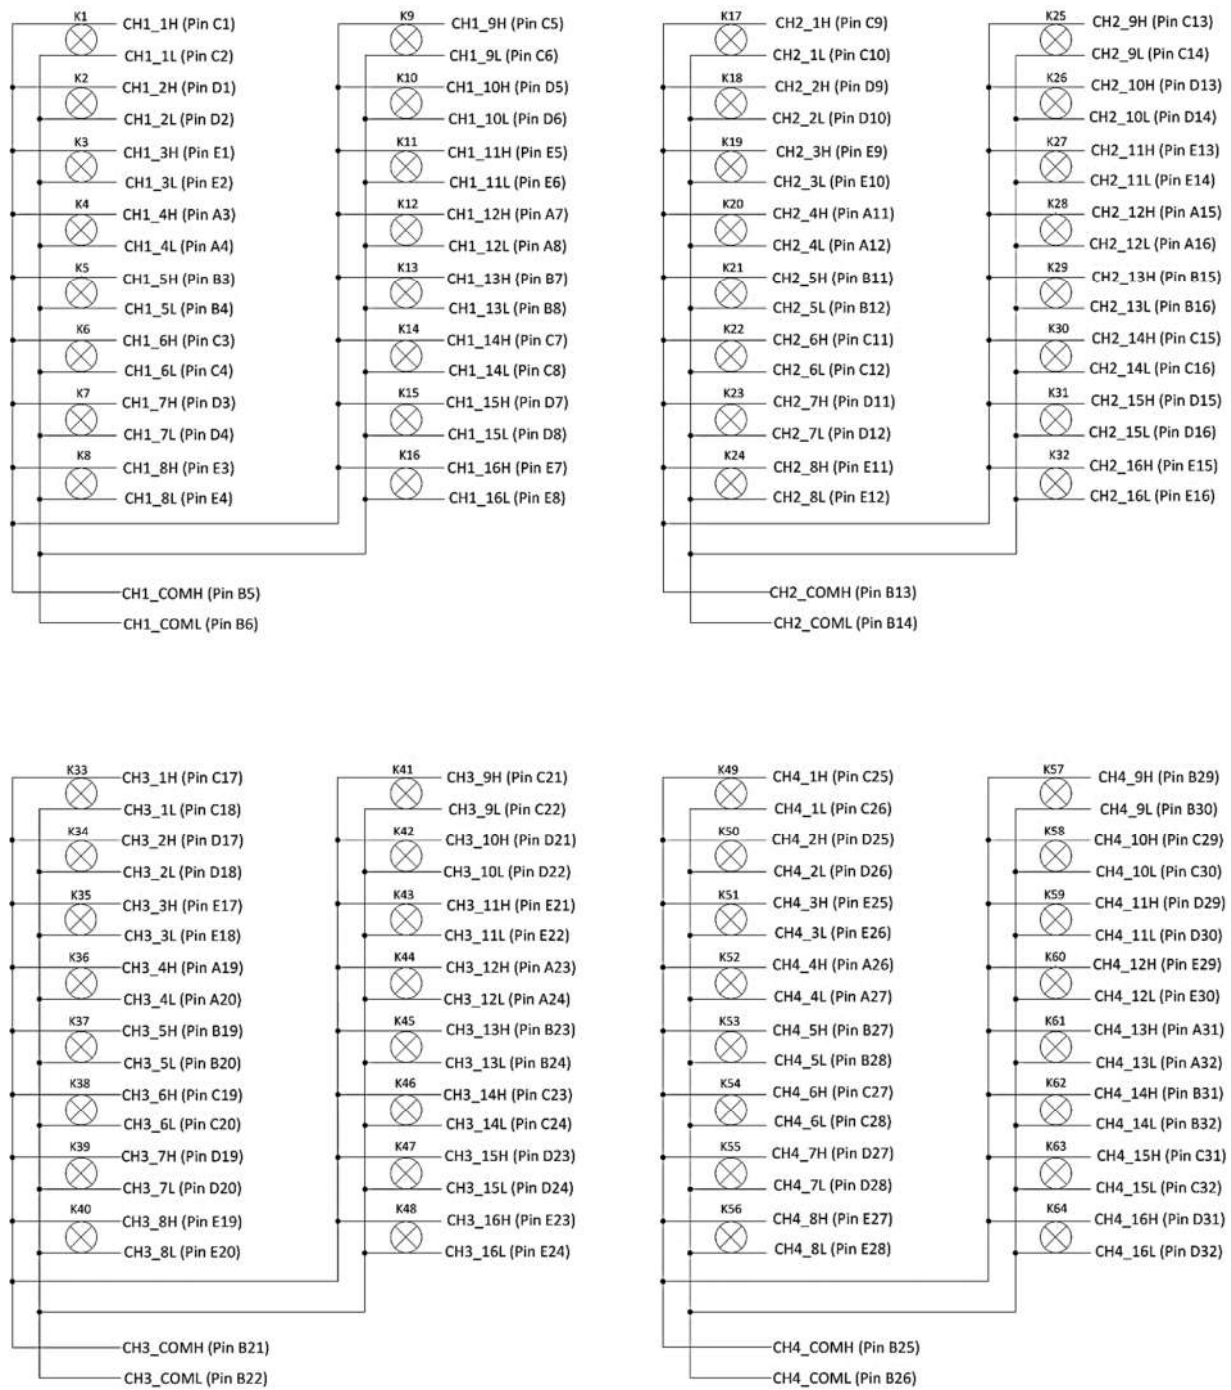 K1
CH1_1H (Pin C1)
CH1_1L (Pin C2)
K2
CH1_2H (Pin D1)
CH1_2L (Pin D2)
K3
CH1_3H (Pin E1)
CH1_3L (Pin E2)
K4
CH1_4H (Pin A3)
CH1_4L (Pin A4)
K5
CH1_5H (Pin B3)
CH1_5L (Pin B4)
K6
CH1_6H (Pin C3)
CH1_6L (Pin C4)
K7
CH1_7H (Pin D3)
CH1_7L (Pin D4)
K8
CH1_8H (Pin E3)
CH1_8L (Pin E4)
K9
CH1_9H (Pin C5)
CH1_9L (Pin C6)
K10
CH1_10H (Pin D5)
CH1_10L (Pin D6)
K11
CH1_11H (Pin E5)
CH1_11L (Pin E6)
K12
CH1_12H (Pin A7)
CH1_12L (Pin A8)
K13
CH1_13H (Pin B7)
CH1_13L (Pin B8)
K14
CH1_14H (Pin C7)
CH1_14L (Pin C8)
K15
CH1_15H (Pin D7)
CH1_15L (Pin D8)
K16
CH1_16H (Pin E7)
CH1_16L (Pin E8)
CH1_COMH (Pin B5)
CH1_COML (Pin B6)
K17
CH2_1H (Pin C9)
CH2_1L (Pin C10)
K18
CH2_2H (Pin D9)
CH2_2L (Pin D10)
K19
CH2_3H (Pin E9)
CH2_3L (Pin E10)
K20
CH2_4H (Pin A11)
CH2_4L (Pin A12)
K21
CH2_5H (Pin B11)
CH2_5L (Pin B12)
K22
CH2_6H (Pin C11)
CH2_6L (Pin C12)
K23
CH2_7H (Pin D11)
CH2_7L (Pin D12)
K24
CH2_8H (Pin E11)
CH2_8L (Pin E12)
K25
CH2_9H (Pin C13)
CH2_9L (Pin C14)
K26
CH2_10H (Pin D13)
CH2_10L (Pin D14)
K27
CH2_11H (Pin E13)
CH2_11L (Pin E14)
K28
CH2_12H (Pin A15)
CH2_12L (Pin A16)
K29
CH2_13H (Pin B15)
CH2_13L (Pin B16)
K30
CH2_14H (Pin C15)
CH2_14L (Pin C16)
K31
CH2_15H (Pin D15)
CH2_15L (Pin D16)
K32
CH2_16H (Pin E15)
CH2_16L (Pin E16)
CH2_COMH (Pin B13)
CH2_COML (Pin B14)
K33
CH3_1H (Pin C17)
CH3_1L (Pin C18)
K34
CH3_2H (Pin D17)
CH3_2L (Pin D18)
K35
CH3_3H (Pin E17)
CH3_3L (Pin E18)
K36
CH3_4H (Pin A19)
CH3_4L (Pin A20)
K37
CH3_5H (Pin B19)
CH3_5L (Pin B20)
K38
CH3_6H (Pin C19)
CH3_6L (Pin C20)
K39
CH3_7H (Pin D19)
CH3_7L (Pin D20)
K40
CH3_8H (Pin E19)
CH3_8L (Pin E20)
K41
CH3_9H (Pin C21)
CH3_9L (Pin C22)
K42
CH3_10H (Pin D21)
CH3_10L (Pin D22)
K43
CH3_11H (Pin E21)
CH3_11L (Pin E22)
K44
CH3_12H (Pin A23)
CH3_12L (Pin A24)
K45
CH3_13H (Pin B23)
CH3_13L (Pin B24)
K46
CH3_14H (Pin C23)
CH3_14L (Pin C24)
K47
CH3_15H (Pin D23)
CH3_15L (Pin D24)
K48
CH3_16H (Pin E23)
CH3_16L (Pin E24)
CH3_COMH (Pin B21)
CH3_COML (Pin B22)
K49
CH4_1H (Pin C25)
CH4_1L (Pin C26)
K50
CH4_2H (Pin D25)
CH4_2L (Pin D26)
K51
CH4_3H (Pin E25)
CH4_3L (Pin E26)
K52
CH4_4H (Pin A26)
CH4_4L (Pin A27)
K53
CH4_5H (Pin B27)
CH4_5L (Pin B28)
K54
CH4_6H (Pin C27)
CH4_6L (Pin C28)
K55
CH4_7H (Pin D27)
CH4_7L (Pin D28)
K56
CH4_8H (Pin E27)
CH4_8L (Pin E28)
K57
CH4_9H (Pin B29)
CH4_9L (Pin B30)
K58
CH4_10H (Pin C29)
CH4_10L (Pin C30)
K59
CH4_11H (Pin D29)
CH4_11L (Pin D30)
K60
CH4_12H (Pin E29)
CH4_12L (Pin E30)
K61
CH4_13H (Pin A31)
CH4_13L (Pin A32)
K62
CH4_14H (Pin B31)
CH4_14L (Pin B32)
K63
CH4_15H (Pin C31)
CH4_15L (Pin C32)
K64
CH4_16H (Pin D31)
CH4_16L (Pin D32)
CH4_COMH (Pin B25)
CH4_COML (Pin B26)